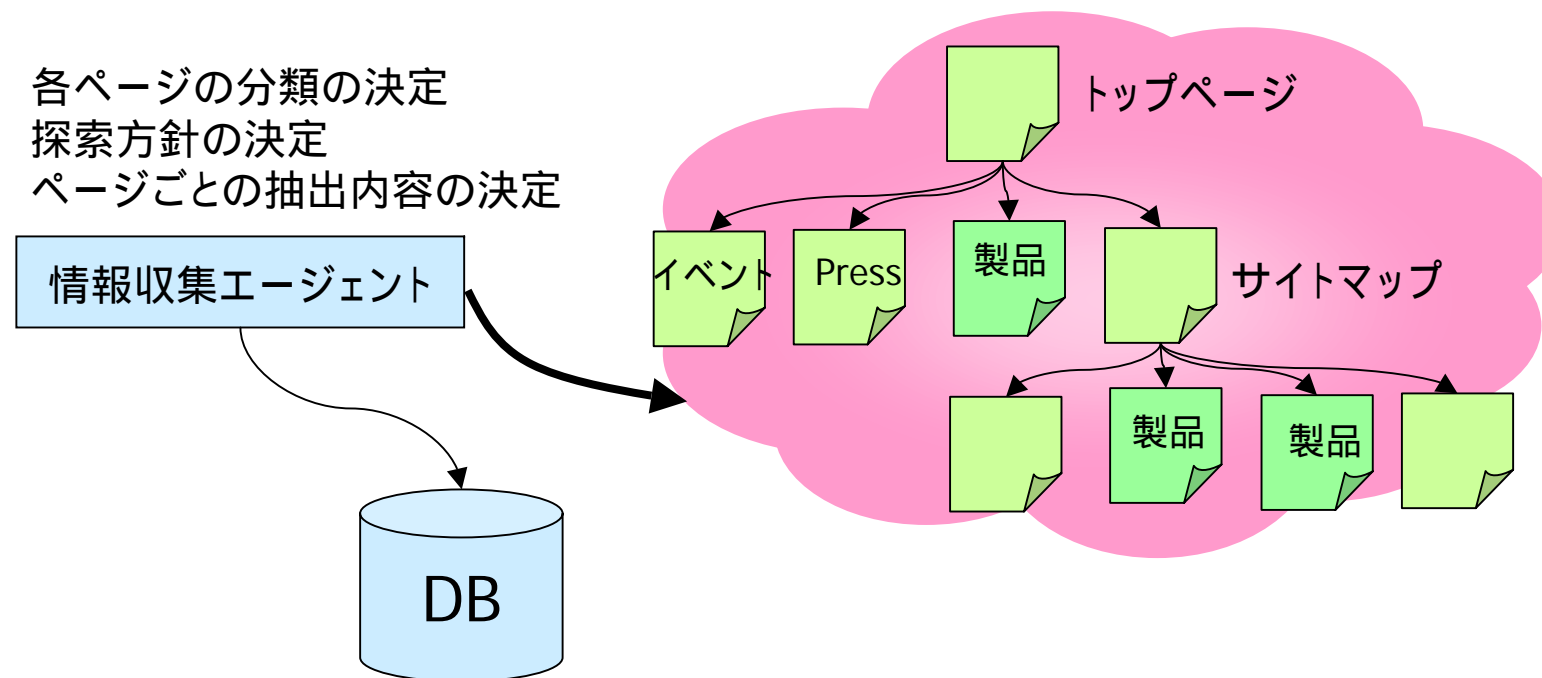 各ページの分類の決定
探索方針の決定
ページごとの抽出内容の決定
情報収集エージェント
DB
トップページ
イベント
Press
製品
サイトマップ
製品
製品